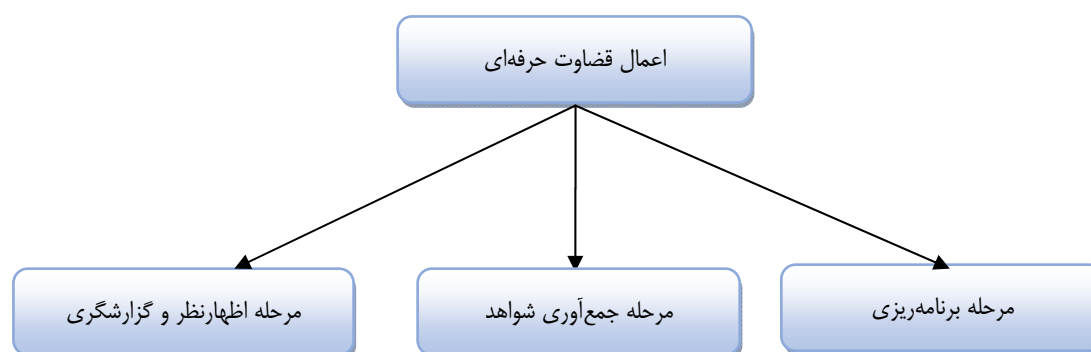 اعمال قضاوت حرفه‌ای
مرحله برنامه‌ریزی
مرحله جمع‌آوری شواهد
مرحله اظهارنظر و گزارشگری